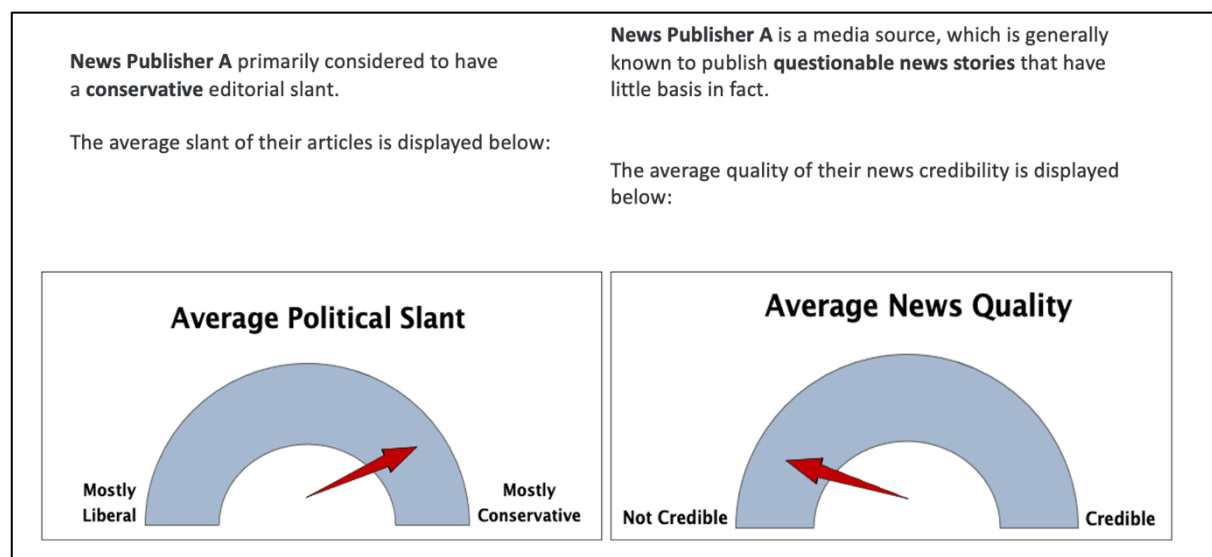 News Publisher A primarily considered to have
a conservative editorial slant.
The average slant of their articles is displayed below:
News Publisher A is a media source, which is generally
known to publish questionable news stories that have
little basis in fact.
The average quality of their news credibility is displayed
below:
Average Political Slant
Mostly
Liberal
Mostly
Conservative
Average News Quality
Not Credible
Credible